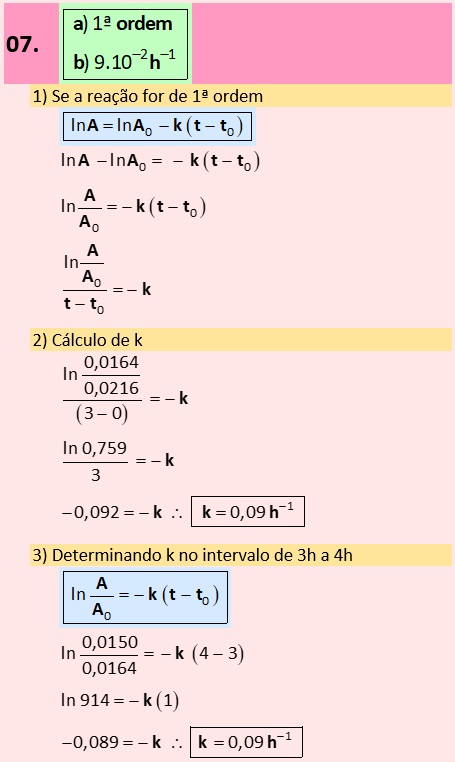 07.
a) 1ª ordem
b) 9.10⁻²h⁻¹
1) Se a reação for de 1ª ordem
lnA = lnA₀ − k (t − t₀)
lnA − lnA₀ = − k (t − t₀)
ln A/A₀ = − k (t − t₀)
(ln A/A₀)/(t − t₀) = − k
2) Cálculo de k
(ln 0,0164/0,0216)/(3 − 0) = − k
ln 0,759/3 = − k
−0,092 = − k ∴ k = 0,09 h⁻¹
3) Determinando k no intervalo de 3h a 4h
ln A/A₀ = − k (t − t₀)
ln 0,0150/0,0164 = − k (4 − 3)
ln 914 = − k (1)
−0,089 = − k ∴ k = 0,09 h⁻¹